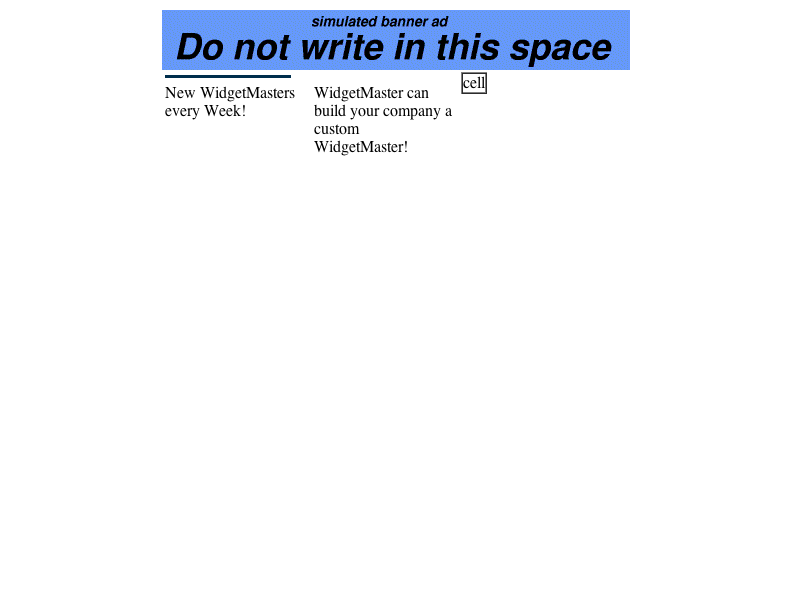 simulated banner ad
Do not write in this space
New WidgetMasters
every Week!
WidgetMaster can
build your company a
custom
WidgetMaster!
cell